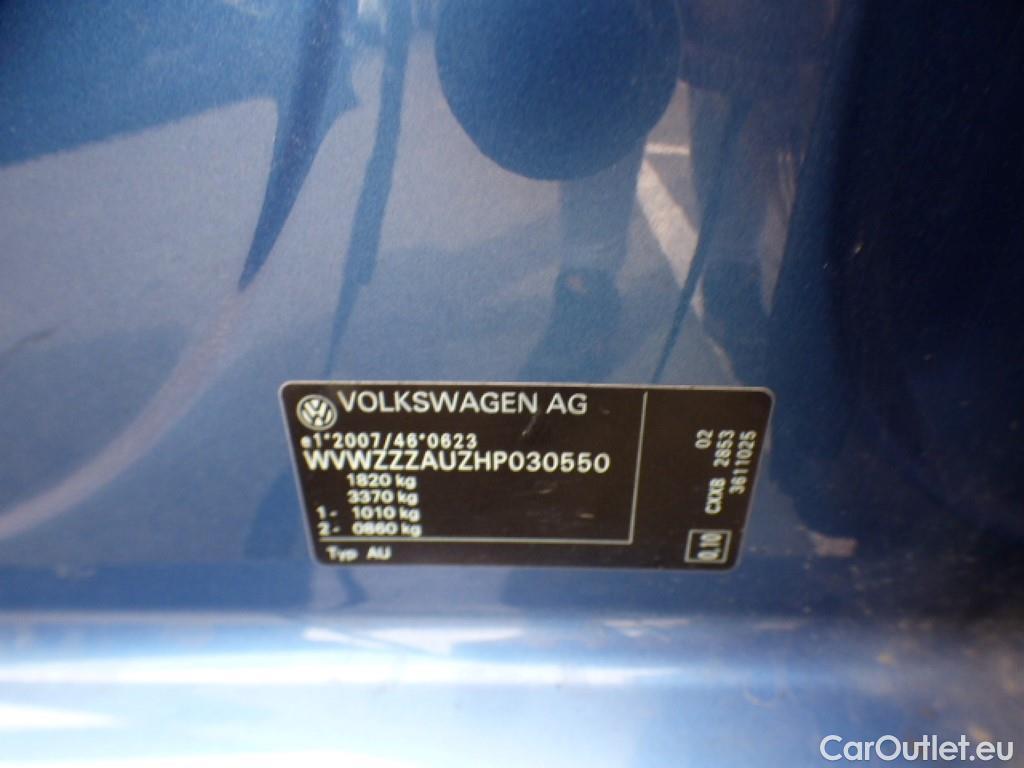 VOLKSWAGEN AG
e1*2007/46*0623
WVWZZZAUZHP030550
1820 kg
3370 kg
1- 1010 kg
2- 0860 kg
Typ AU
02
CXXB 2853
3611025
0.10
CarOutlet.eu